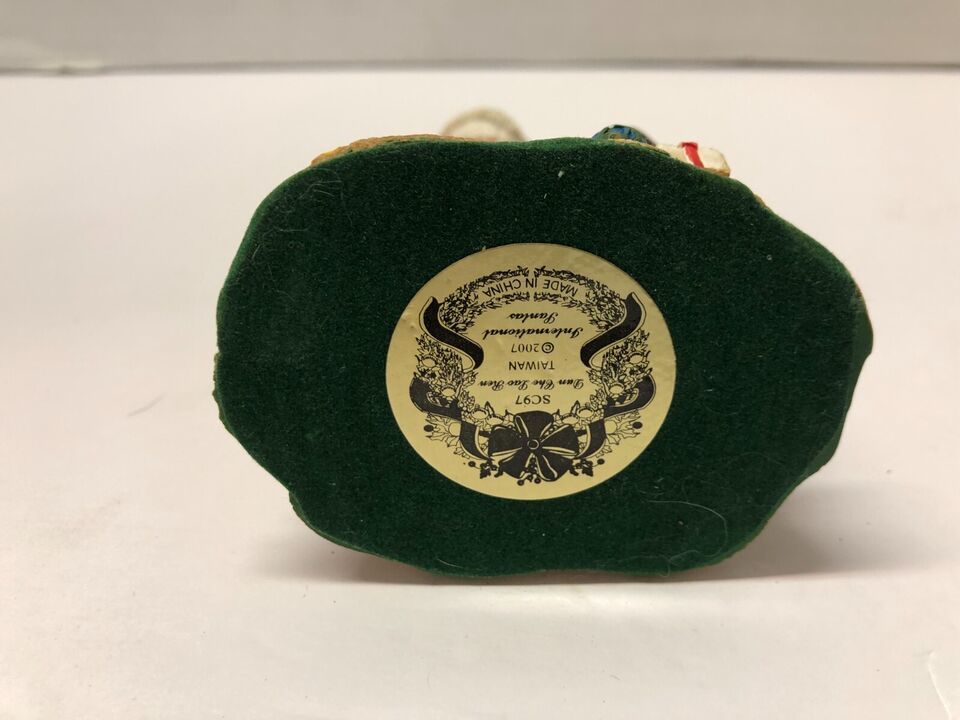 SC97
Dun Che Lao Ren
TAIWAN
©2007
International
Santas
MADE IN CHINA